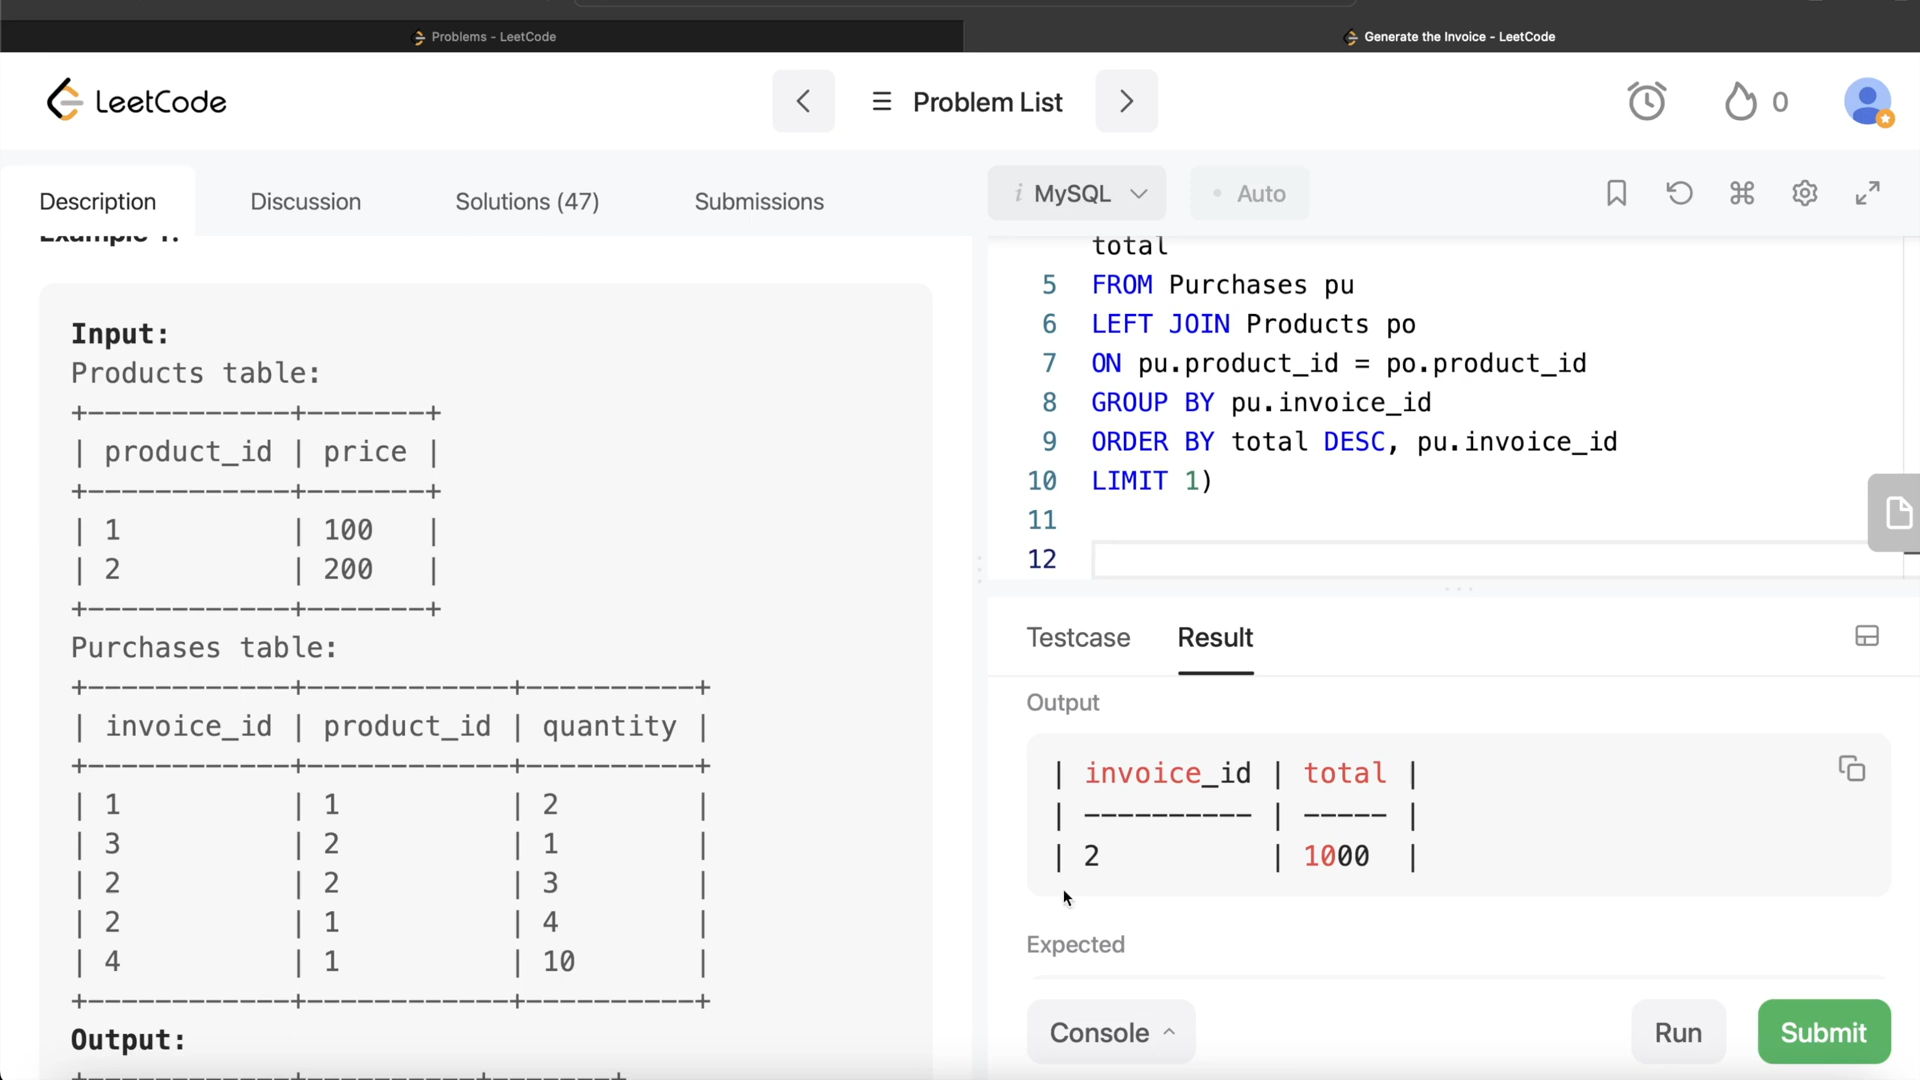 Problems - LeetCode
Generate the Invoice - LeetCode
LeetCode
Problem List
0
Description
Discussion
Solutions (47)
Submissions
i MySQL
Auto
Example 1:
Input:
Products table:
+------------+-------+
| product_id | price |
+------------+-------+
| 1          | 100   |
| 2          | 200   |
+------------+-------+
Purchases table:
+------------+------------+----------+
| invoice_id | product_id | quantity |
+------------+------------+----------+
| 1          | 1          | 2        |
| 3          | 2          | 1        |
| 2          | 2          | 3        |
| 2          | 1          | 4        |
| 4          | 1          | 10       |
+------------+------------+----------+
Output:
total
5 FROM Purchases pu
6 LEFT JOIN Products po
7 ON pu.product_id = po.product_id
8 GROUP BY pu.invoice_id
9 ORDER BY total DESC, pu.invoice_id
10 LIMIT 1)
11
12
Testcase
Result
Output
| invoice_id | total |
| ---------- | ----- |
| 2          | 1000  |
Expected
Console
Run
Submit